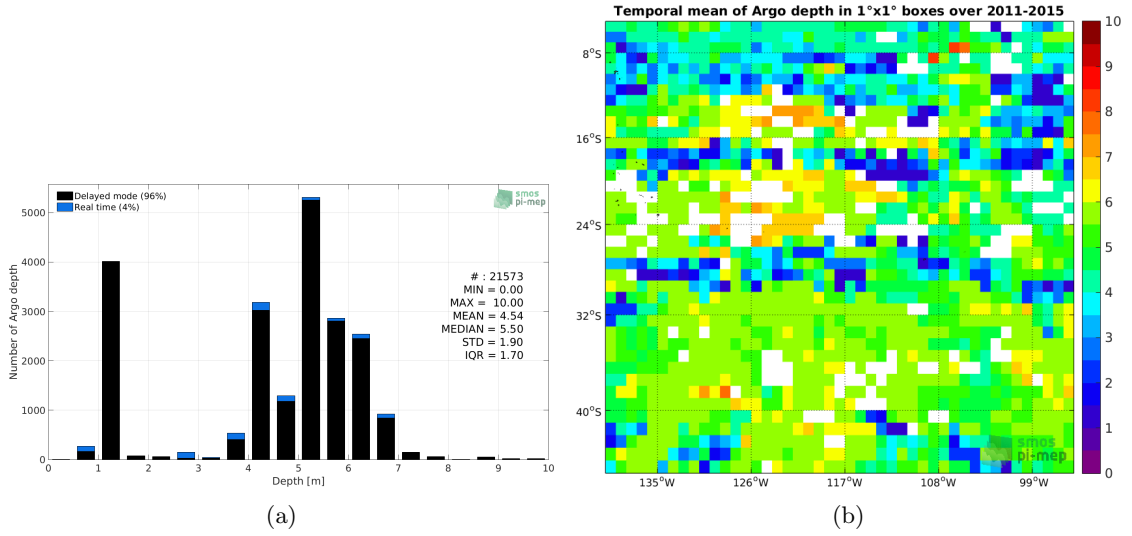 Temporal mean of Argo depth in 1°x1° boxes over 2011-2015
Delayed mode (96%)
Real time (4%)
smos
pi-mep
# : 21573
MIN = 0.00
MAX = 10.00
MEAN = 4.54
MEDIAN = 5.50
STD = 1.90
IQR = 1.70
Number of Argo depth
5000
4000
3000
2000
1000
0
0 1 2 3 4 5 6 7 8 9 10
Depth [m]
(a)
8°S
16°S
24°S
32°S
40°S
135°W 126°W 117°W 108°W 99°W
smos
pi-mep
10
9
8
7
6
5
4
3
2
1
0
(b)